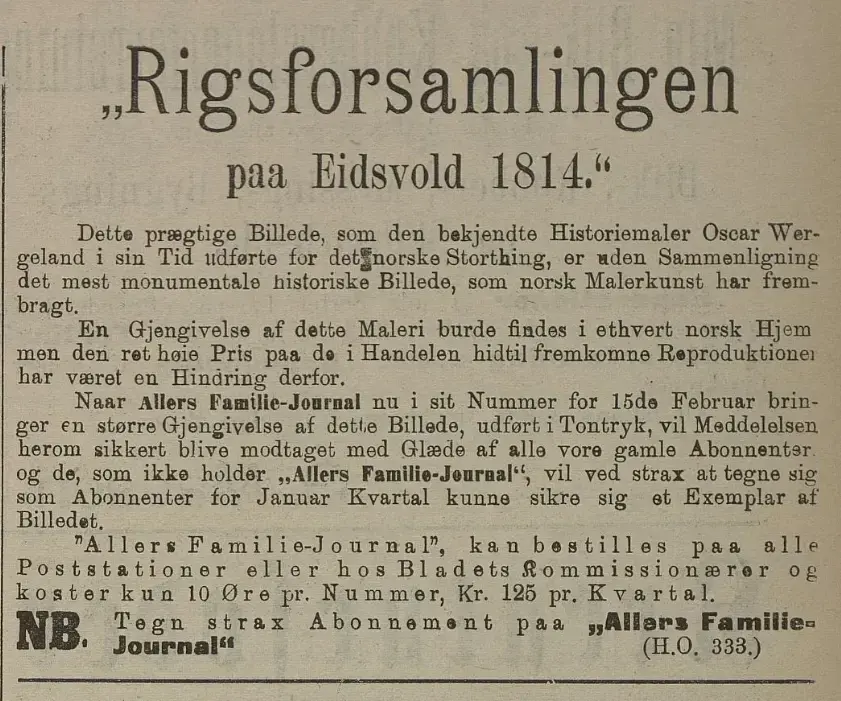 „Rigsforsamlingen
paa Eidsvold 1814.“
Dette prægtige Billede, som den bekjendte Historiemaler Oscar Wer-
geland i sin Tid udførte for det norske Storthing, er uden Sammenligning
det mest monumentale historiske Billede, som norsk Malerkunst har frem-
bragt.
En Gjengivelse af dette Maleri burde findes i ethvert norsk Hjem
men den ret høie Pris paa de i Handelen hidtil fremkomne Reproduktioner
har været en Hindring derfor.
Naar Allers Familie-Journal nu i sit Nummer for 15de Februar brin-
ger en større Gjengivelse af dette Billede, udført i Tontryk, vil Meddelelsen
herom sikkert blive modtaget med Glæde af alle vore gamle Abonnenter.
og de, som ikke holder „Allers Familie-Journal“, vil ved strax at tegne sig
som Abonnenter for Januar Kvartal kunne sikre sig et Exemplar af
Billedet.
"Allers Familie-Journal", kan bestilles paa alle
Poststationer eller hos Bladets Kommissionærer og
koster kun 10 Øre pr. Nummer, Kr. 125 pr. Kvartal.
NB. Tegn strax Abonnement paa „Allers Familie-
Journal“ (H.O. 333.)